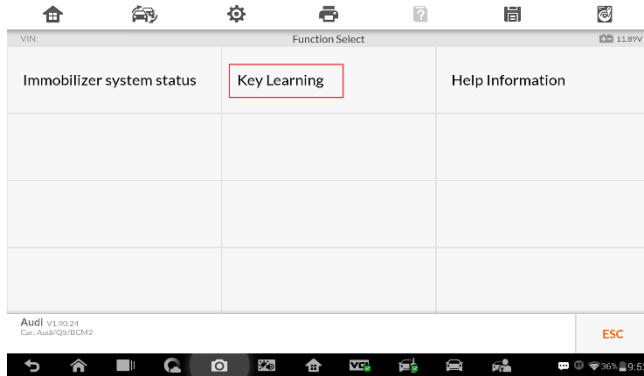 VIN:
Function Select
11.89V
Immobilizer system status
Key Learning
Help Information
Audi V1.90.24
Car: Audi/Q5/BCM2
ESC
36%